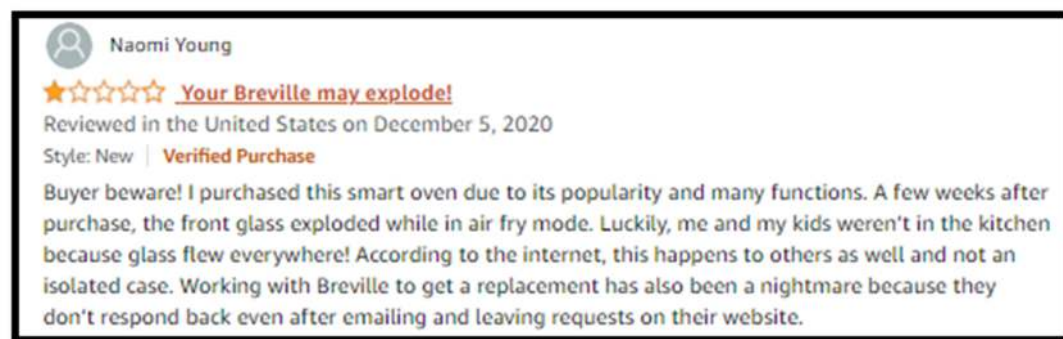 Naomi Young
Your Breville may explode!
Reviewed in the United States on December 5, 2020
Style: New | Verified Purchase
Buyer beware! I purchased this smart oven due to its popularity and many functions. A few weeks after
purchase, the front glass exploded while in air fry mode. Luckily, me and my kids weren't in the kitchen
because glass flew everywhere! According to the internet, this happens to others as well and not an
isolated case. Working with Breville to get a replacement has also been a nightmare because they
don't respond back even after emailing and leaving requests on their website.